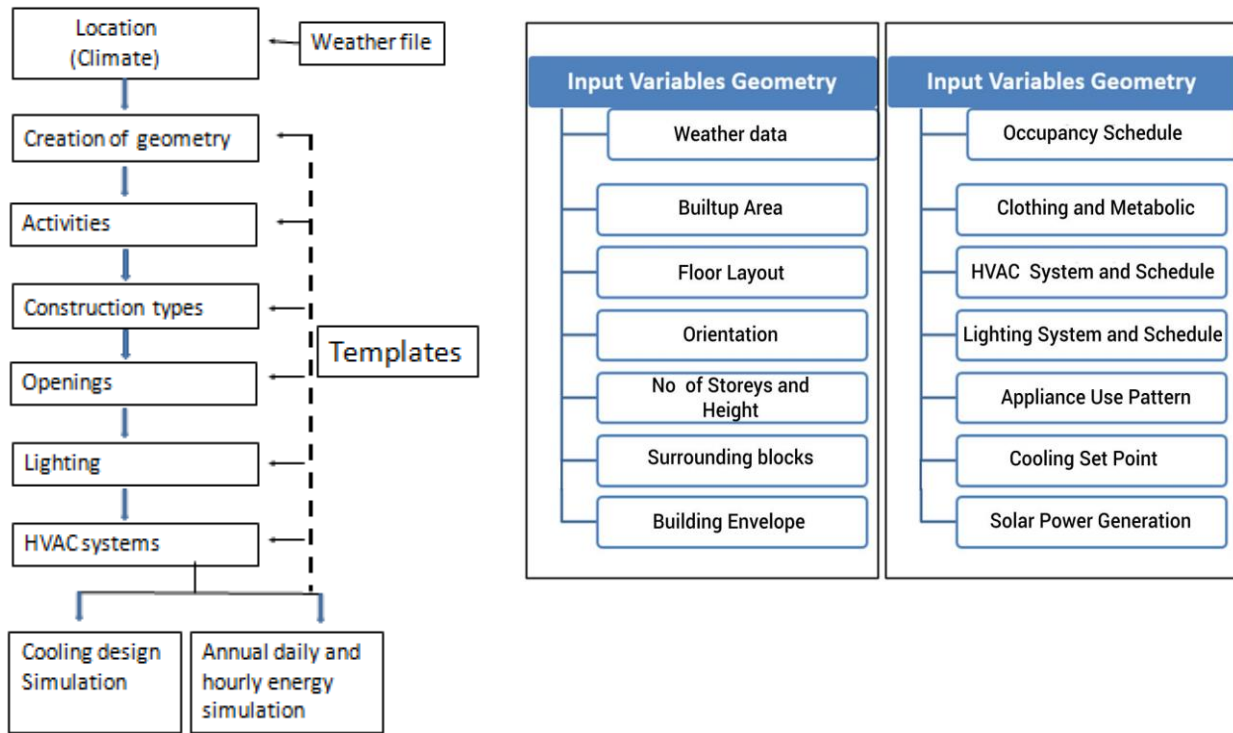 Location
(Climate)
Weather file
Creation of geometry
Activities
Construction types
Templates
Openings
Lighting
HVAC systems
Cooling design
Simulation
Annual daily and
hourly energy
simulation
Input Variables Geometry
Weather data
Builtup Area
Floor Layout
Orientation
No of Storeys and
Height
Surrounding blocks
Building Envelope
Input Variables Geometry
Occupancy Schedule
Clothing and Metabolic
HVAC System and Schedule
Lighting System and Schedule
Appliance Use Pattern
Cooling Set Point
Solar Power Generation